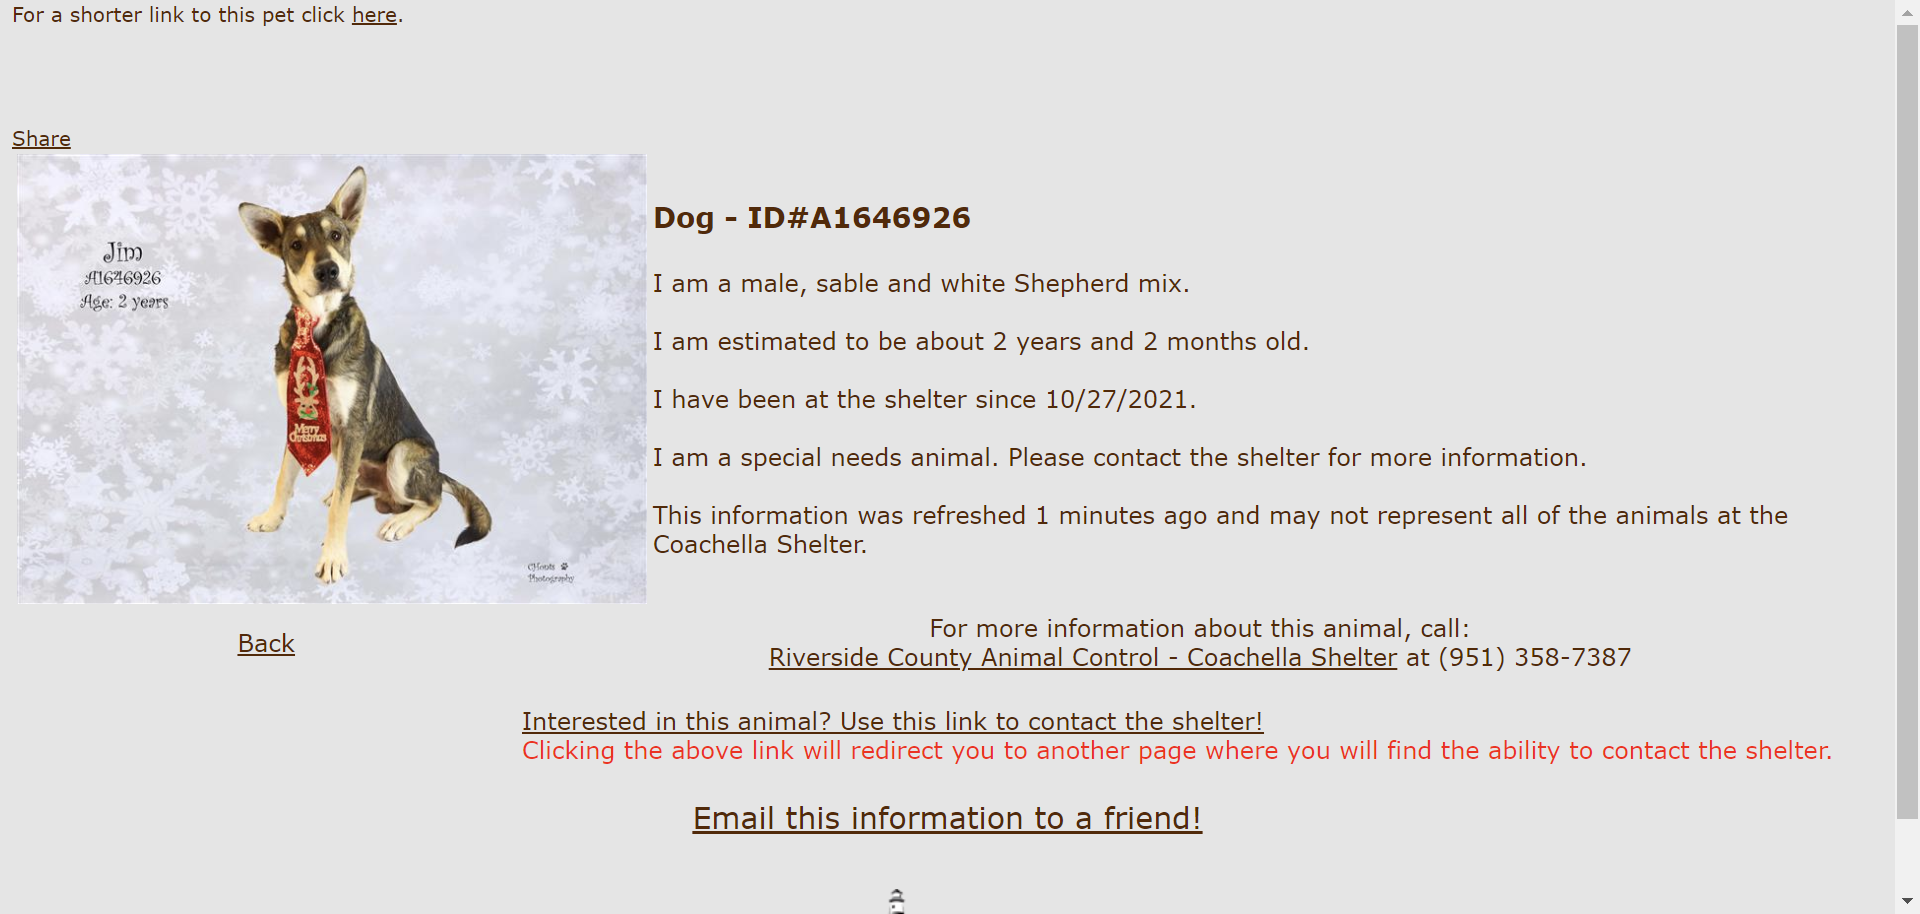 For a shorter link to this pet click here.
Share
Jim
A1646926
Age: 2 years
Merry
Christmas
CHouts
Photography
Dog - ID#A1646926
I am a male, sable and white Shepherd mix.
I am estimated to be about 2 years and 2 months old.
I have been at the shelter since 10/27/2021.
I am a special needs animal. Please contact the shelter for more information.
This information was refreshed 1 minutes ago and may not represent all of the animals at the
Coachella Shelter.
Back
For more information about this animal, call:
Riverside County Animal Control - Coachella Shelter at (951) 358-7387
Interested in this animal? Use this link to contact the shelter!
Clicking the above link will redirect you to another page where you will find the ability to contact the shelter.
Email this information to a friend!